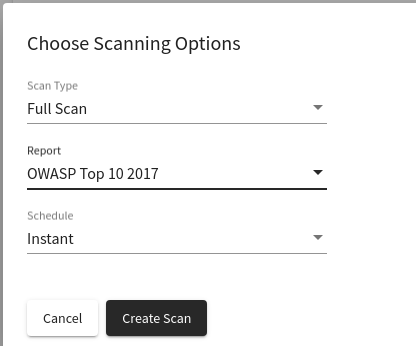 Choose Scanning Options
Scan Type
Full Scan
Report
OWASP Top 10 2017
Schedule
Instant
Cancel
Create Scan